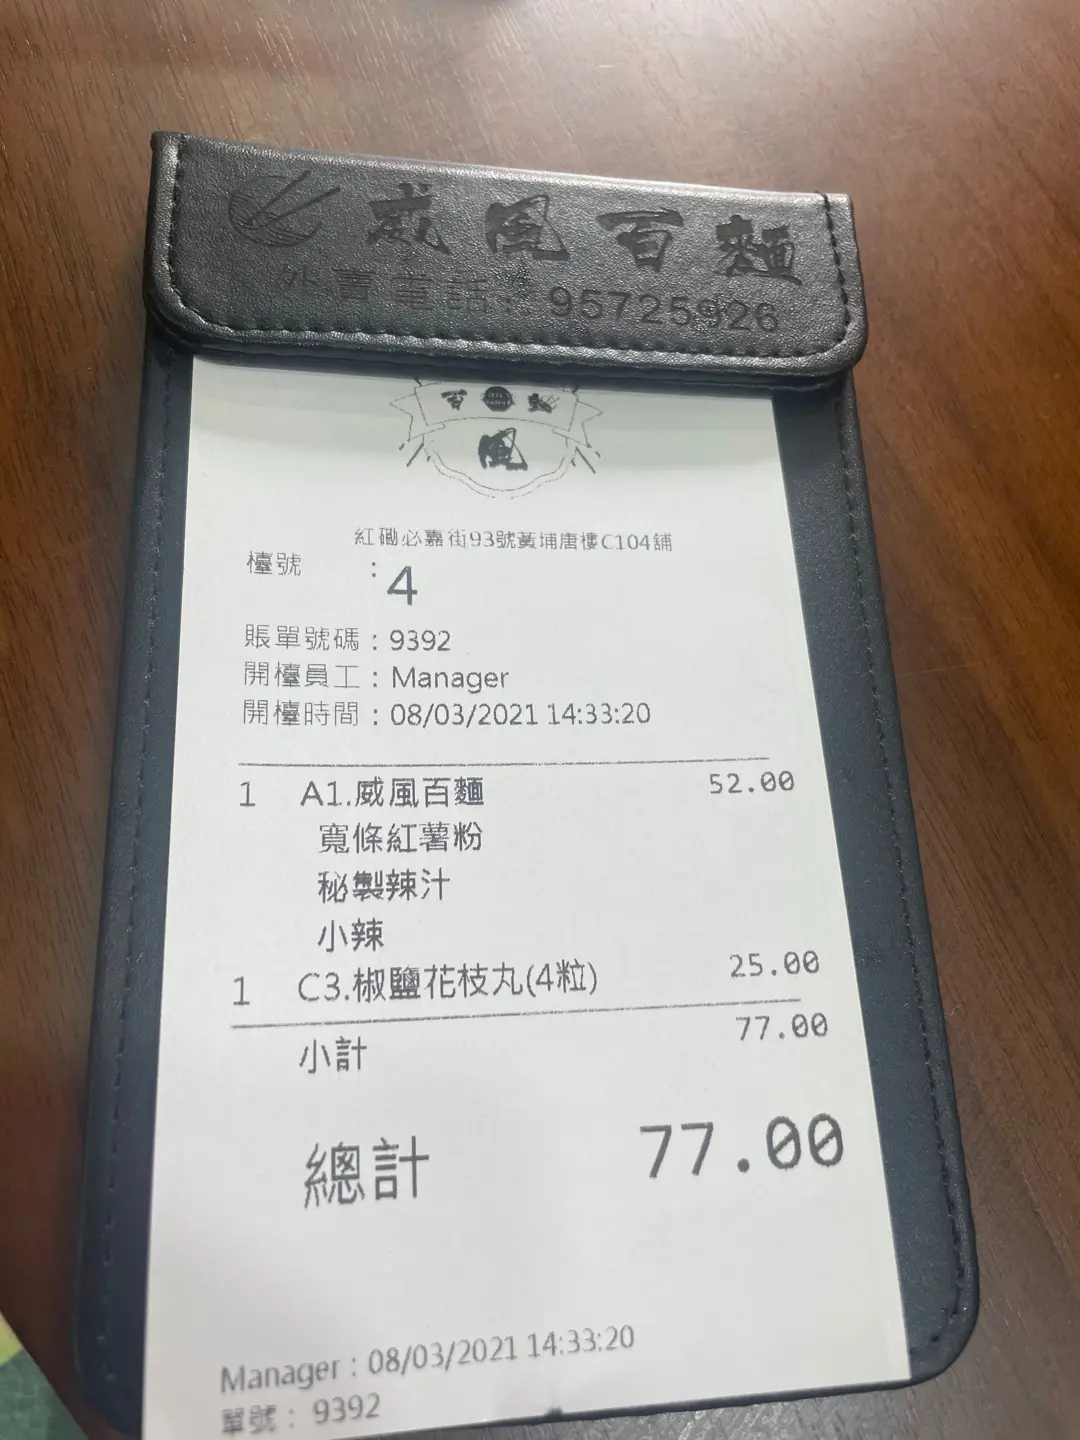 威風百麵
外賣電話：95725926
百 麵
風
紅磡必嘉街93號黃埔唐樓C104舖
檯號 : 4
賬單號碼 : 9392
開檯員工 : Manager
開檯時間 : 08/03/2021 14:33:20
1 A1.威風百麵 52.00
寬條紅薯粉
秘製辣汁
小辣
1 C3.椒鹽花枝丸(4粒) 25.00
小計 77.00
總計 77.00
Manager : 08/03/2021 14:33:20
單號 : 9392